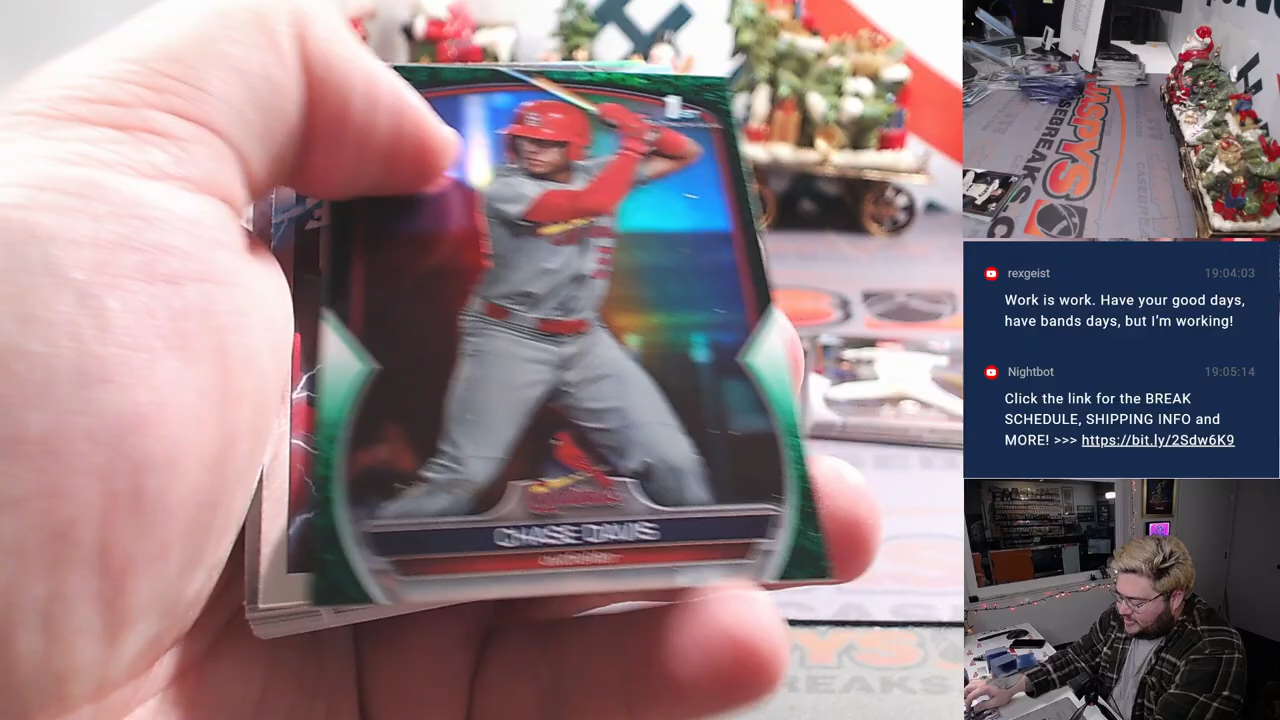 CHASE DAVIS
rexgeist
19:04:03
Work is work. Have your good days,
have bands days, but I'm working!
Nightbot
19:05:14
Click the link for the BREAK
SCHEDULE, SHIPPING INFO and
MORE! >>> https://bit.ly/2Sdw6K9